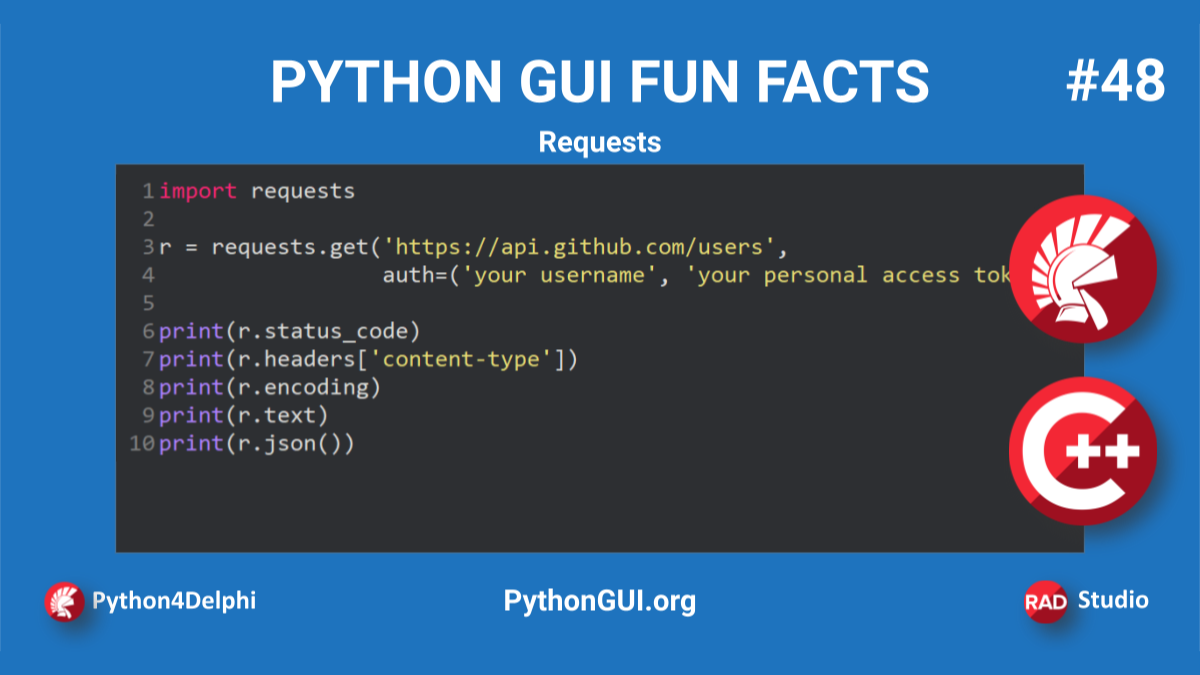 PYTHON GUI FUN FACTS
#48
Requests
1 import requests
2
3 r = requests.get('https://api.github.com/users',
4                  auth=('your username', 'your personal access
5
6 print(r.status_code)
7 print(r.headers['content-type'])
8 print(r.encoding)
9 print(r.text)
10 print(r.json())
C++
Python4Delphi
PythonGUI.org
RAD Studio